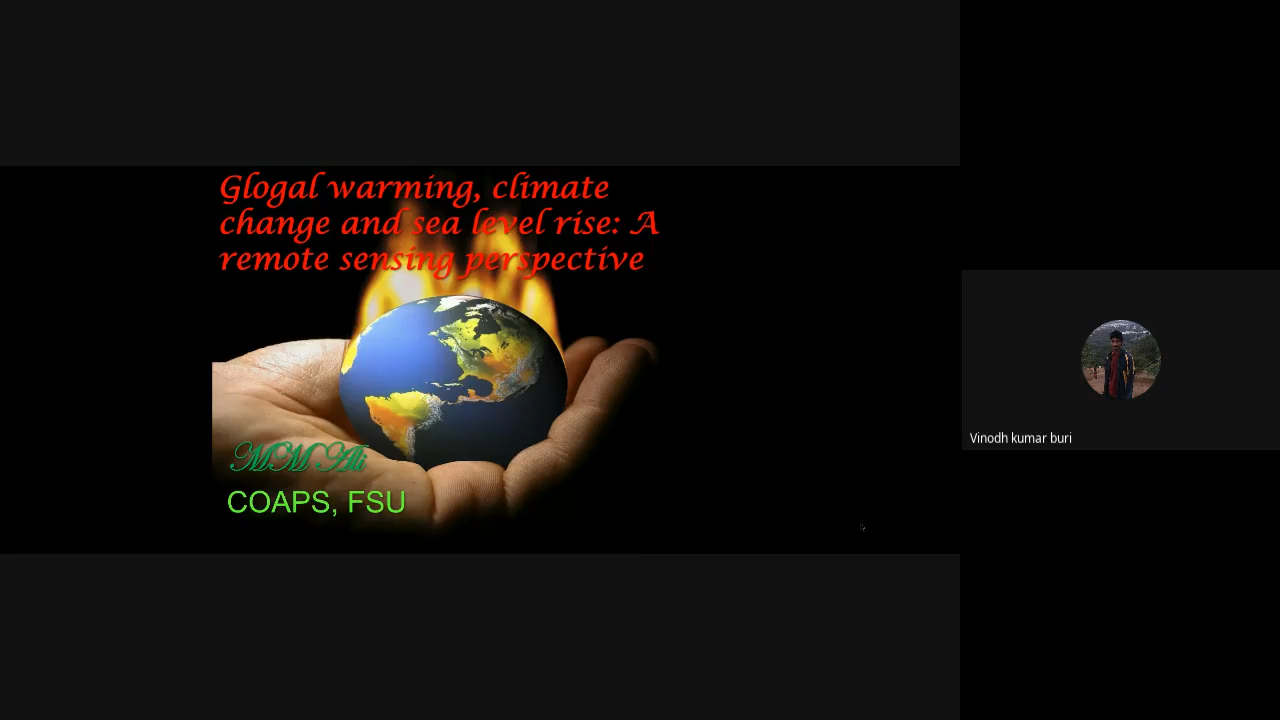 Glogal warming, climate
change and sea level rise: A
remote sensing perspective
MM Ali
COAPS, FSU
Vinodh kumar buri